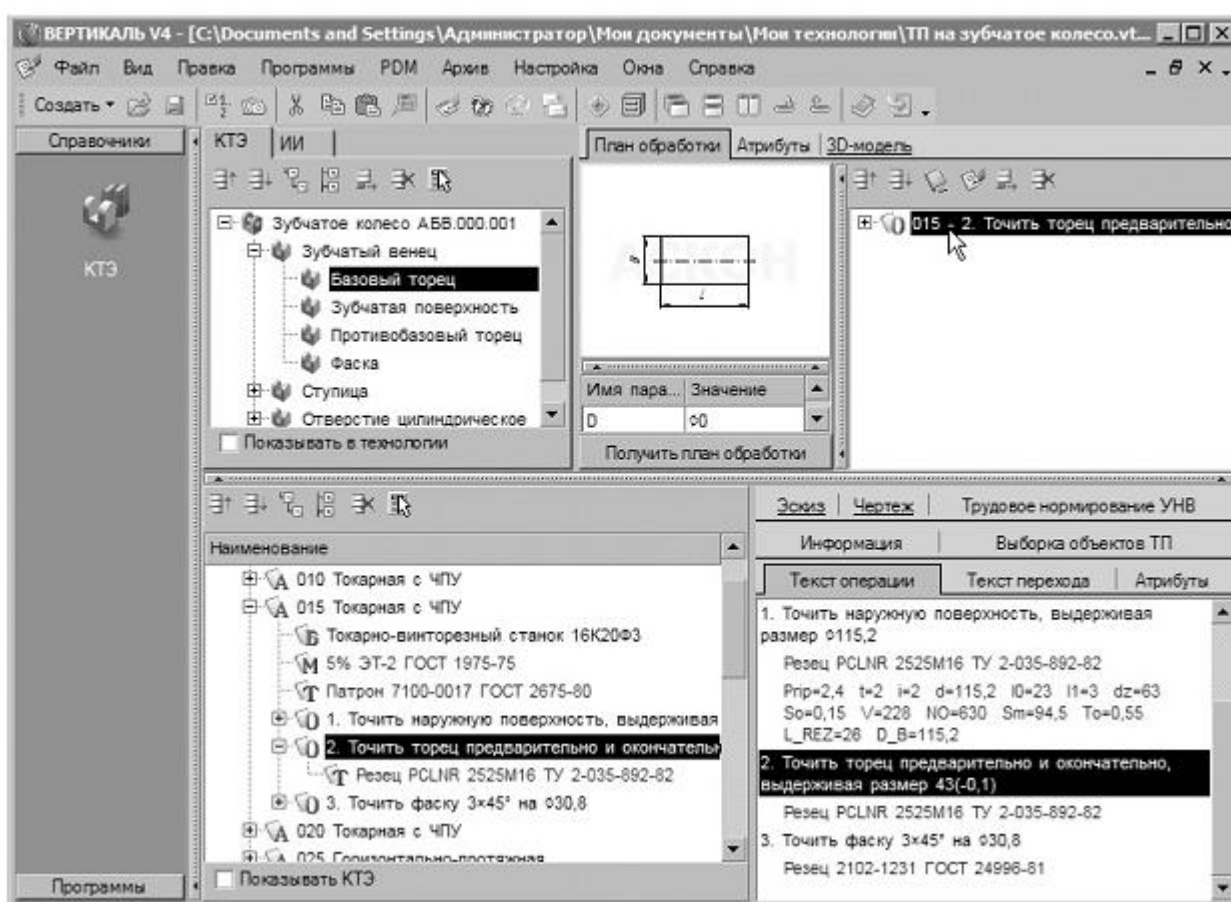 ВЕРТИКАЛЬ V4 - [C:\Documents and Settings\Администратор\Мои документы\Мои технологии\ТП на зубчатое колесо.vt...
Файл Вид Правка Программы PDM Архив Настройка Окна Справка
Создать
Справочники
КТЭ
Программы
КТЭ ИИ
Зубчатое колесо АБВ.000.001
Зубчатый венец
Базовый торец
Зубчатая поверхность
Противобазовый торец
Фаска
Ступица
Отверстие цилиндрическое
Показывать в технологии
План обработки Атрибуты 3D-модель
АСКОН
Имя пара... Значение
D ⌀0
Получить план обработки
015 - 2. Точить торец предварительно
Наименование
А 010 Токарная с ЧПУ
А 015 Токарная с ЧПУ
Б Токарно-винторезный станок 16К20Ф3
М 5% ЭТ-2 ГОСТ 1975-75
Т Патрон 7100-0017 ГОСТ 2675-80
О 1. Точить наружную поверхность, выдерживая
О 2. Точить торец предварительно и окончательн
Т Резец PCLNR 2525M16 ТУ 2-035-892-82
О 3. Точить фаску 3×45° на ⌀30,8
А 020 Токарная с ЧПУ
А 025 Горизонтально-протяжная
Показывать КТЭ
Эскиз Чертеж Трудовое нормирование УНВ
Информация Выборка объектов ТП
Текст операции Текст перехода Атрибуты
1. Точить наружную поверхность, выдерживая
размер ⌀115,2
Резец PCLNR 2525M16 ТУ 2-035-892-82
Prip=2,4 t=2 i=2 d=115,2 l0=23 l1=3 dz=63
So=0,15 V=228 NO=630 Sm=94,5 To=0,55
L_REZ=26 D_B=115,2
2. Точить торец предварительно и окончательно,
выдерживая размер 43(-0,1)
Резец PCLNR 2525M16 ТУ 2-035-892-82
3. Точить фаску 3×45° на ⌀30,8
Резец 2102-1231 ГОСТ 24996-81